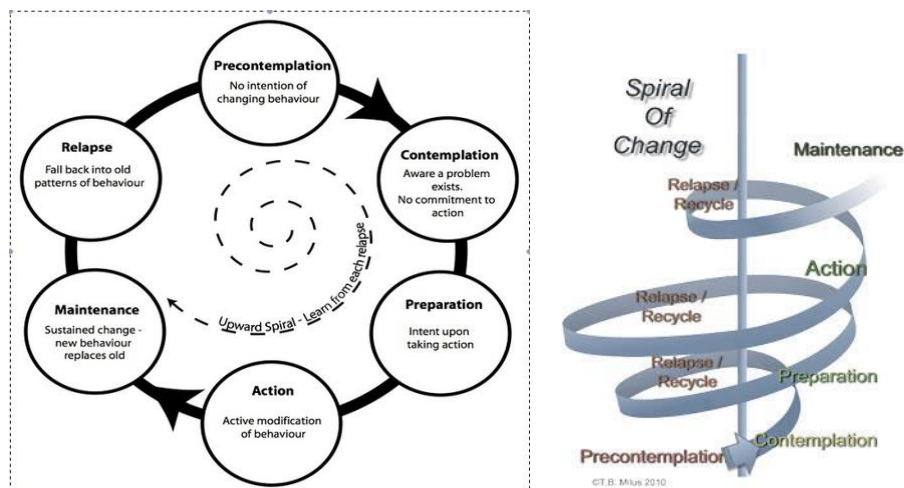 Precontemplation
No intention of
changing behaviour
Contemplation
Aware a problem
exists.
No commitment to
action
Preparation
Intent upon
taking action
Action
Active modification
of behaviour
Maintenance
Sustained change -
new behaviour
replaces old
Relapse
Fall back into old
patterns of behaviour
Upward Spiral - Learn from each relapse
Spiral
Of
Change
Maintenance
Relapse /
Recycle
Action
Relapse /
Recycle
Relapse /
Recycle
Preparation
Contemplation
Precontemplation
©T.B. Milus 2010